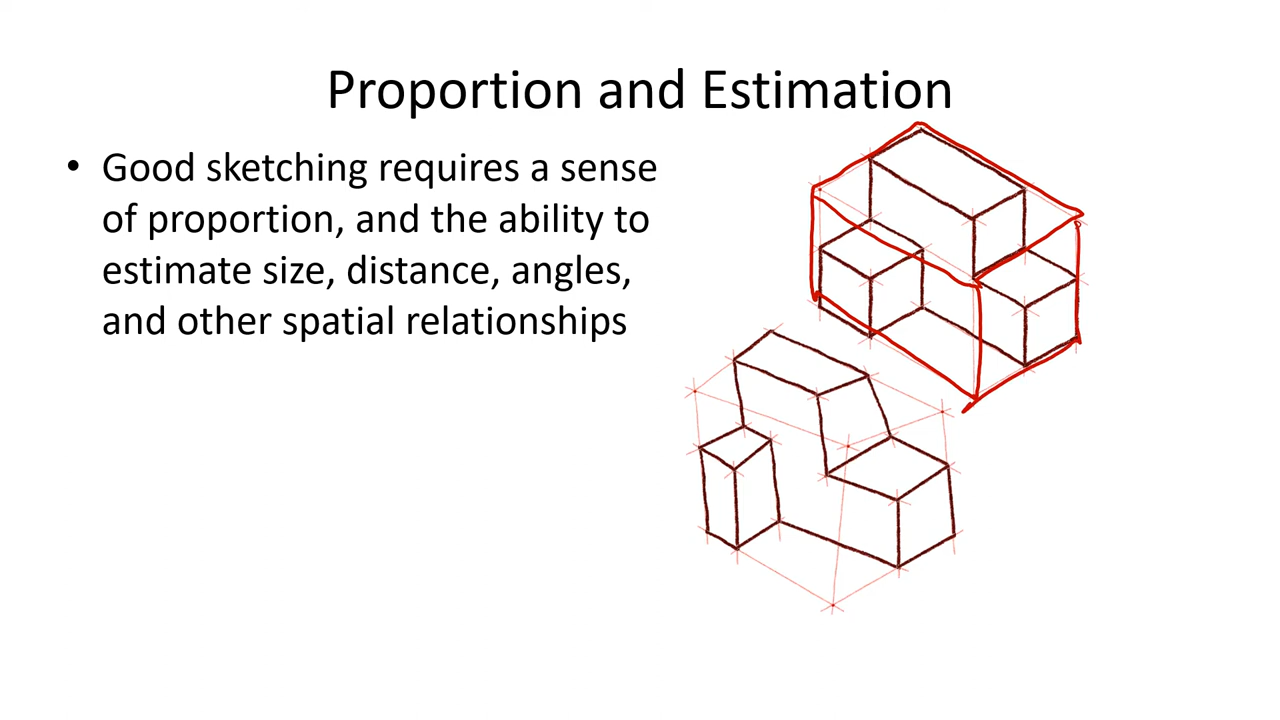 Proportion and Estimation
• Good sketching requires a sense
of proportion, and the ability to
estimate size, distance, angles,
and other spatial relationships